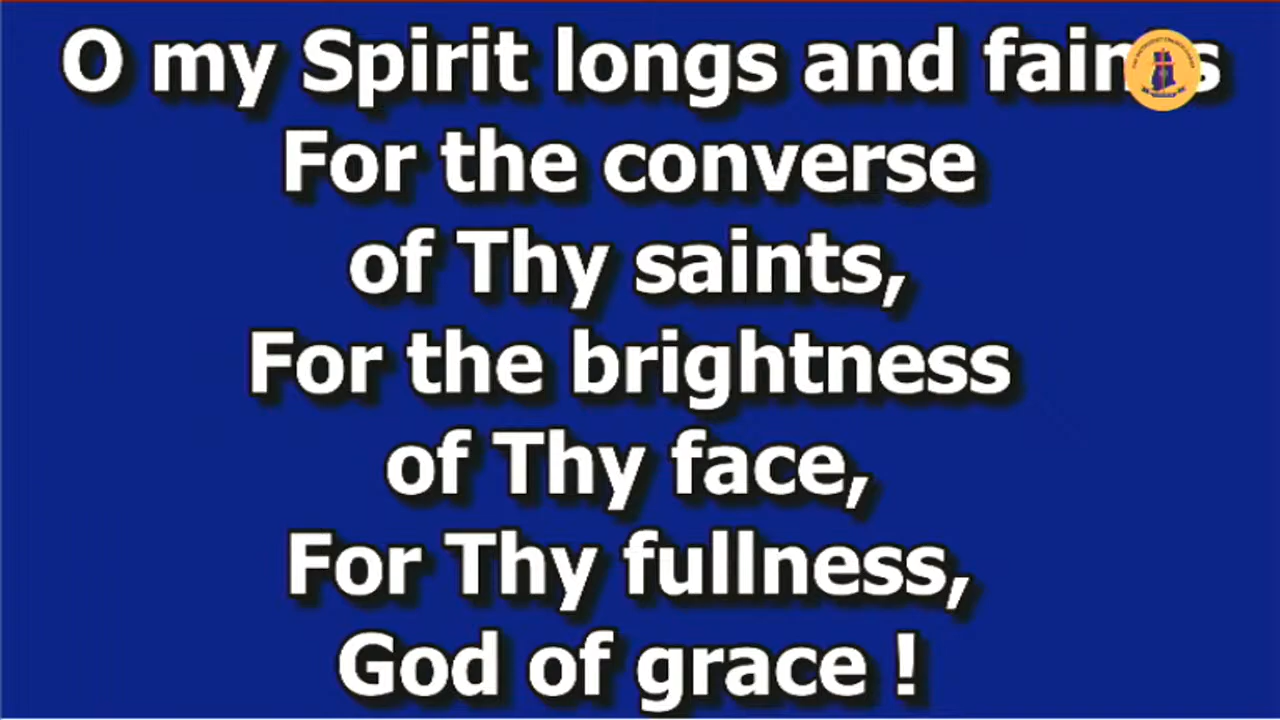 O my Spirit longs and faints
For the converse
of Thy saints,
For the brightness
of Thy face,
For Thy fullness,
God of grace !